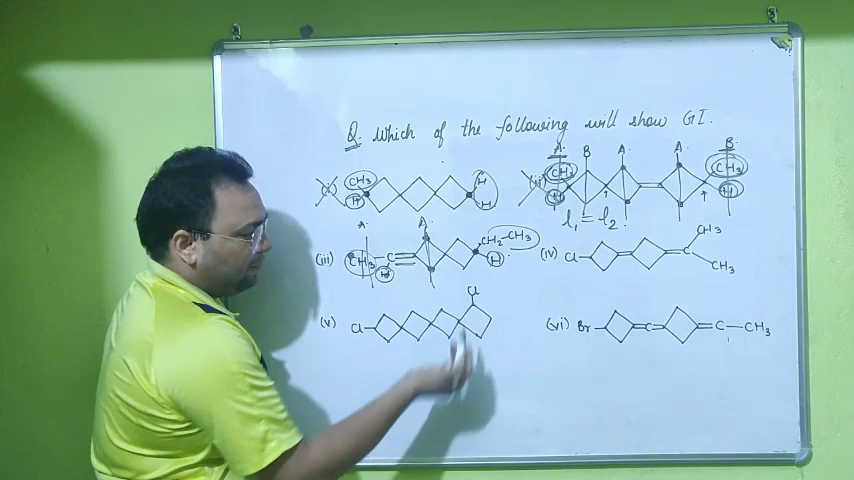 Q. Which of the following will show GI.
(i) CH₃ H H H
(ii) A. B A. A. B. CH₃ H CH₃ H
l₁ = l₂
(iii) A. A. CH₃ -C= H CH₂-CH₃ H
(iv) Cl CH₃ CH₃
(v) Cl Cl
(vi) Br =C= =C-CH₃